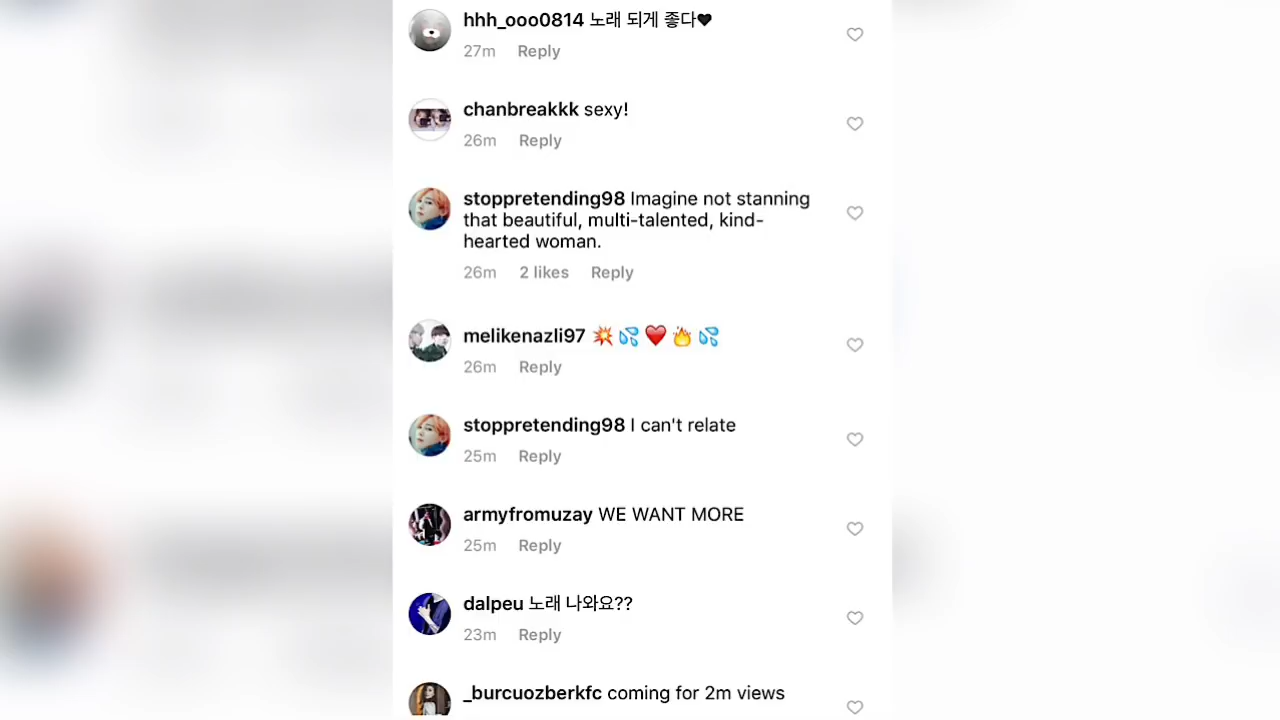 hhh_ooo0814 노래 되게 좋다❤
27m Reply
chanbreakkk sexy!
26m Reply
stoppretending98 Imagine not stanning
that beautiful, multi-talented, kind-
hearted woman.
26m 2 likes Reply
melikenazli97 💥💦❤️🔥💦
26m Reply
stoppretending98 I can't relate
25m Reply
armyfromuzay WE WANT MORE
25m Reply
dalpeu 노래 나와요??
23m Reply
_burcuozberkfc coming for 2m views